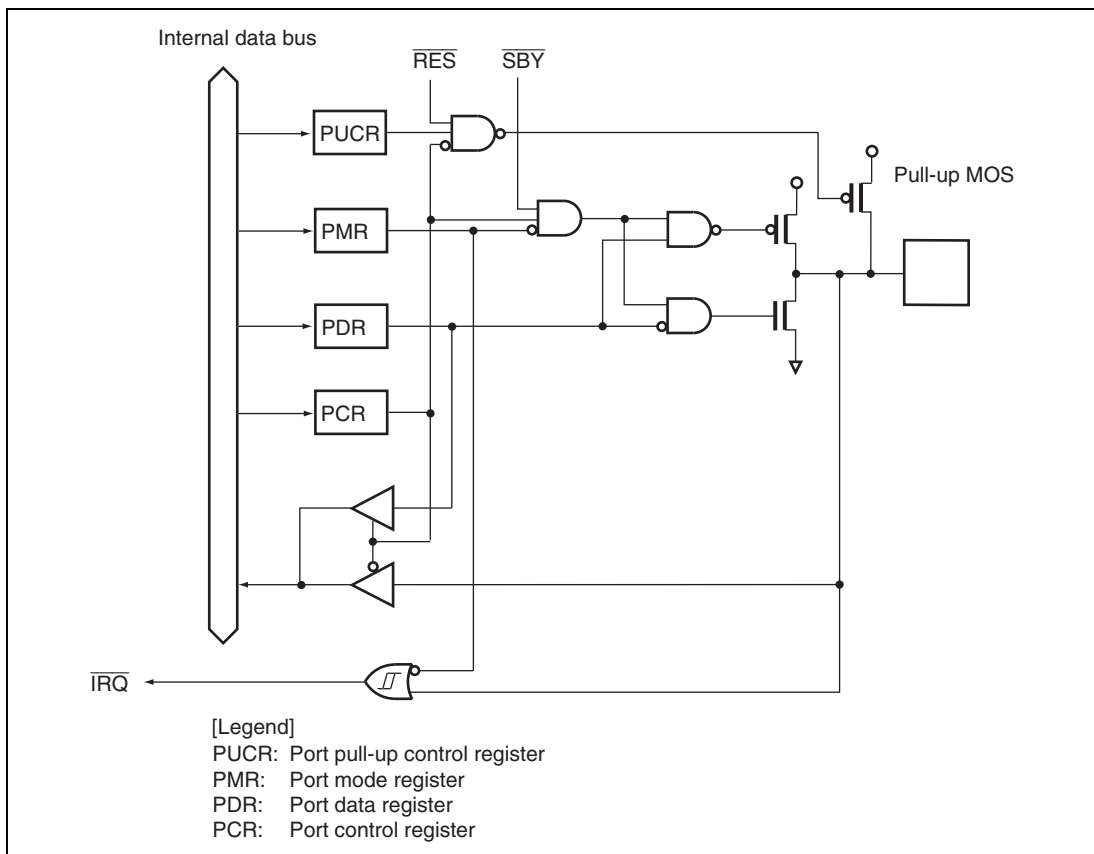 Internal data bus
RES
SBY
PUCR
Pull-up MOS
PMR
PDR
PCR
IRQ
[Legend]
PUCR: Port pull-up control register
PMR: Port mode register
PDR: Port data register
PCR: Port control register